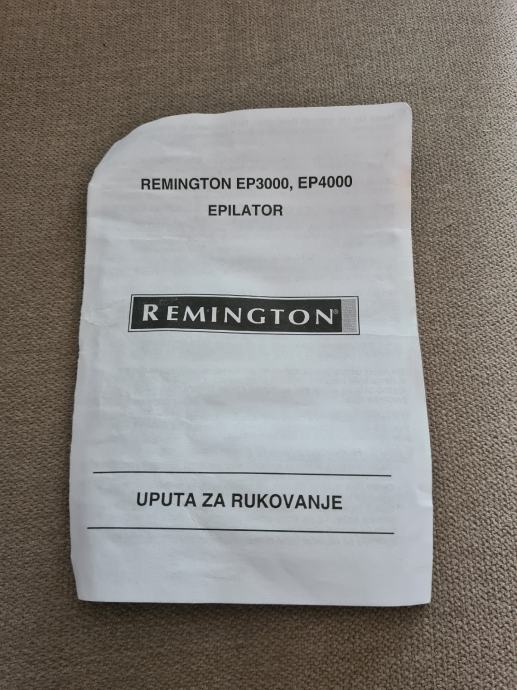 REMINGTON EP3000, EP4000
EPILATOR
REMINGTON®
UPUTA ZA RUKOVANJE